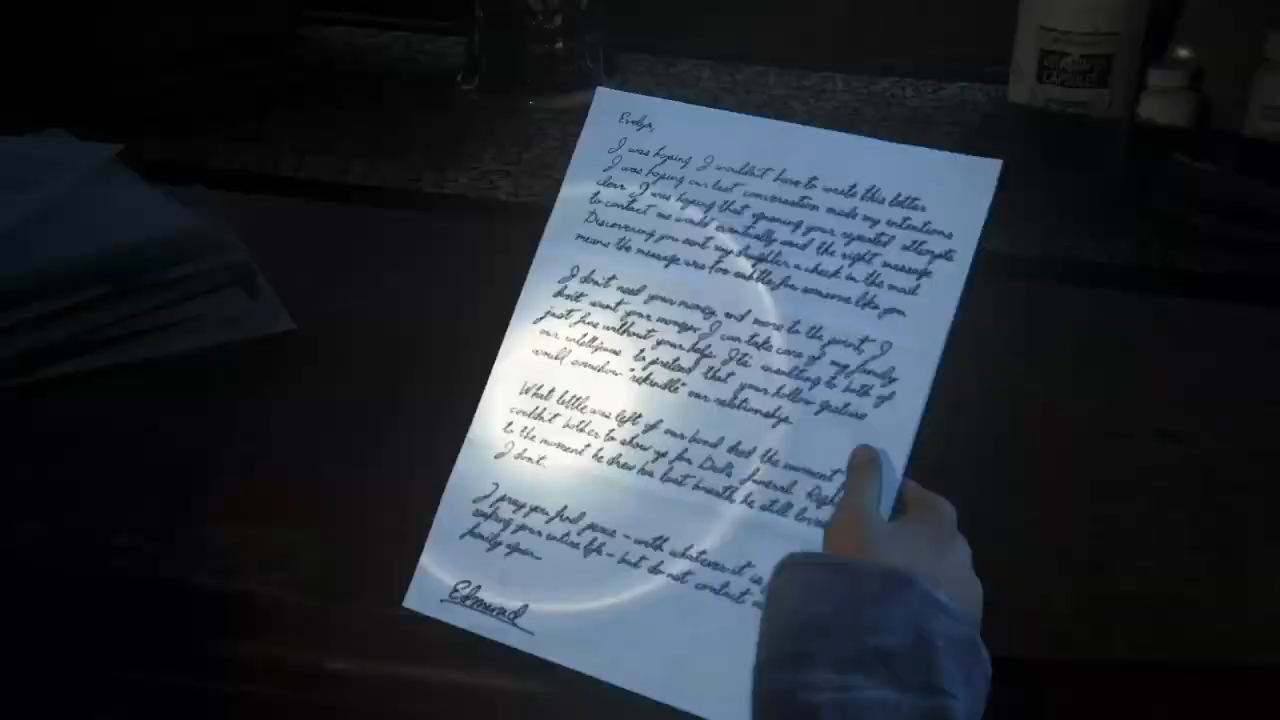 Evelyn,
I was hoping I wouldn't have to write this letter
I was hoping our last conversation made my intentions
clear. I was hoping that ignoring your repeated attempts
to contact me would eventually send the right message
Discovering you sent my daughter a check in the mail
means the message was too subtle for someone like you
I don't need your money, and more to the point, I
don't want your money. I can take care of my family
just fine without your help. It's insulting to both of
our intelligence to pretend that your hollow gesture
would somehow "rekindle" our relationship.
What little was left of our bond died the moment
couldn't bother to show up for Dad's funeral. Right
to the moment he drew his last breath, he still loved
I don't.
I pray you find peace - with whatever it is
your entire life - but do not contact
family again.
Edmund
CAPSULES